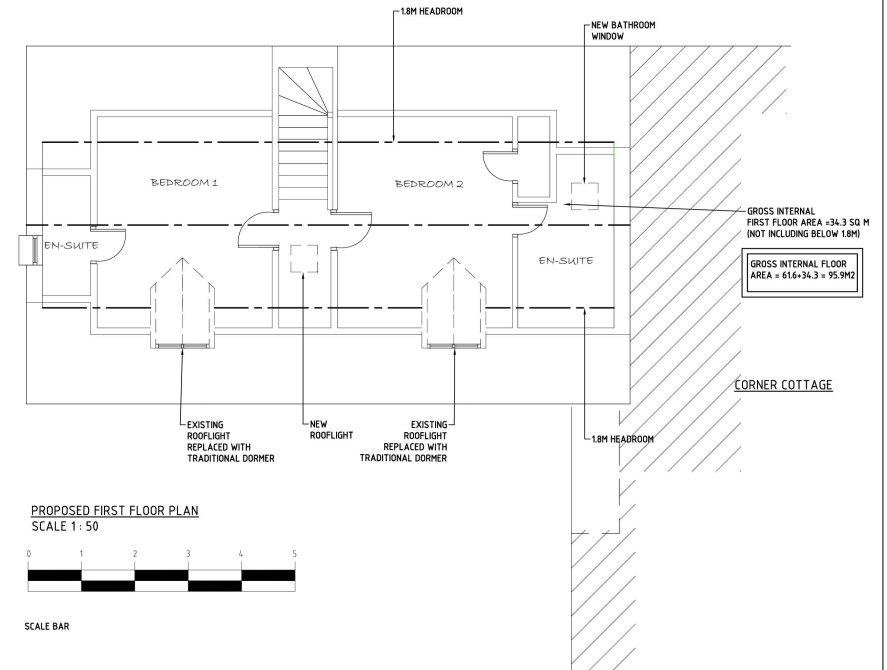 1.8M HEADROOM
NEW BATHROOM
WINDOW
BEDROOM 1
BEDROOM 2
GROSS INTERNAL
FIRST FLOOR AREA =34.3 SQ M
(NOT INCLUDING BELOW 1.8M)
EN-SUITE
EN-SUITE
GROSS INTERNAL FLOOR
AREA = 61.6+34.3 = 95.9M2
CORNER COTTAGE
EXISTING
ROOFLIGHT
REPLACED WITH
TRADITIONAL DORMER
NEW
ROOFLIGHT
EXISTING
ROOFLIGHT
REPLACED WITH
TRADITIONAL DORMER
1.8M HEADROOM
PROPOSED FIRST FLOOR PLAN
SCALE 1 : 50
0 1 2 3 4 5
SCALE BAR